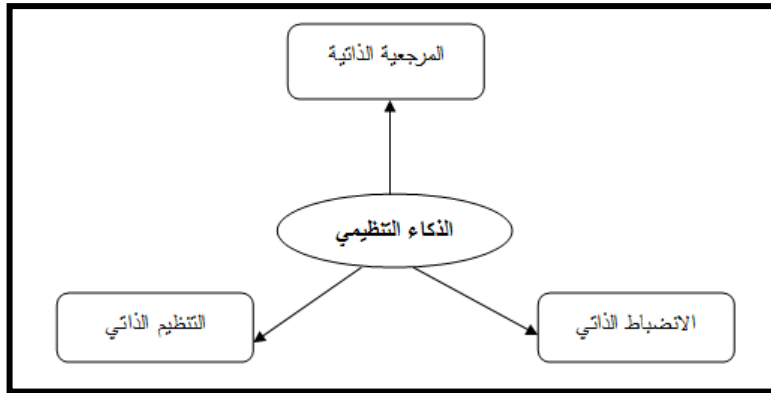 المرجعية الذاتية
الذكاء التنظيمي
الانضباط الذاتي
التنظيم الذاتي